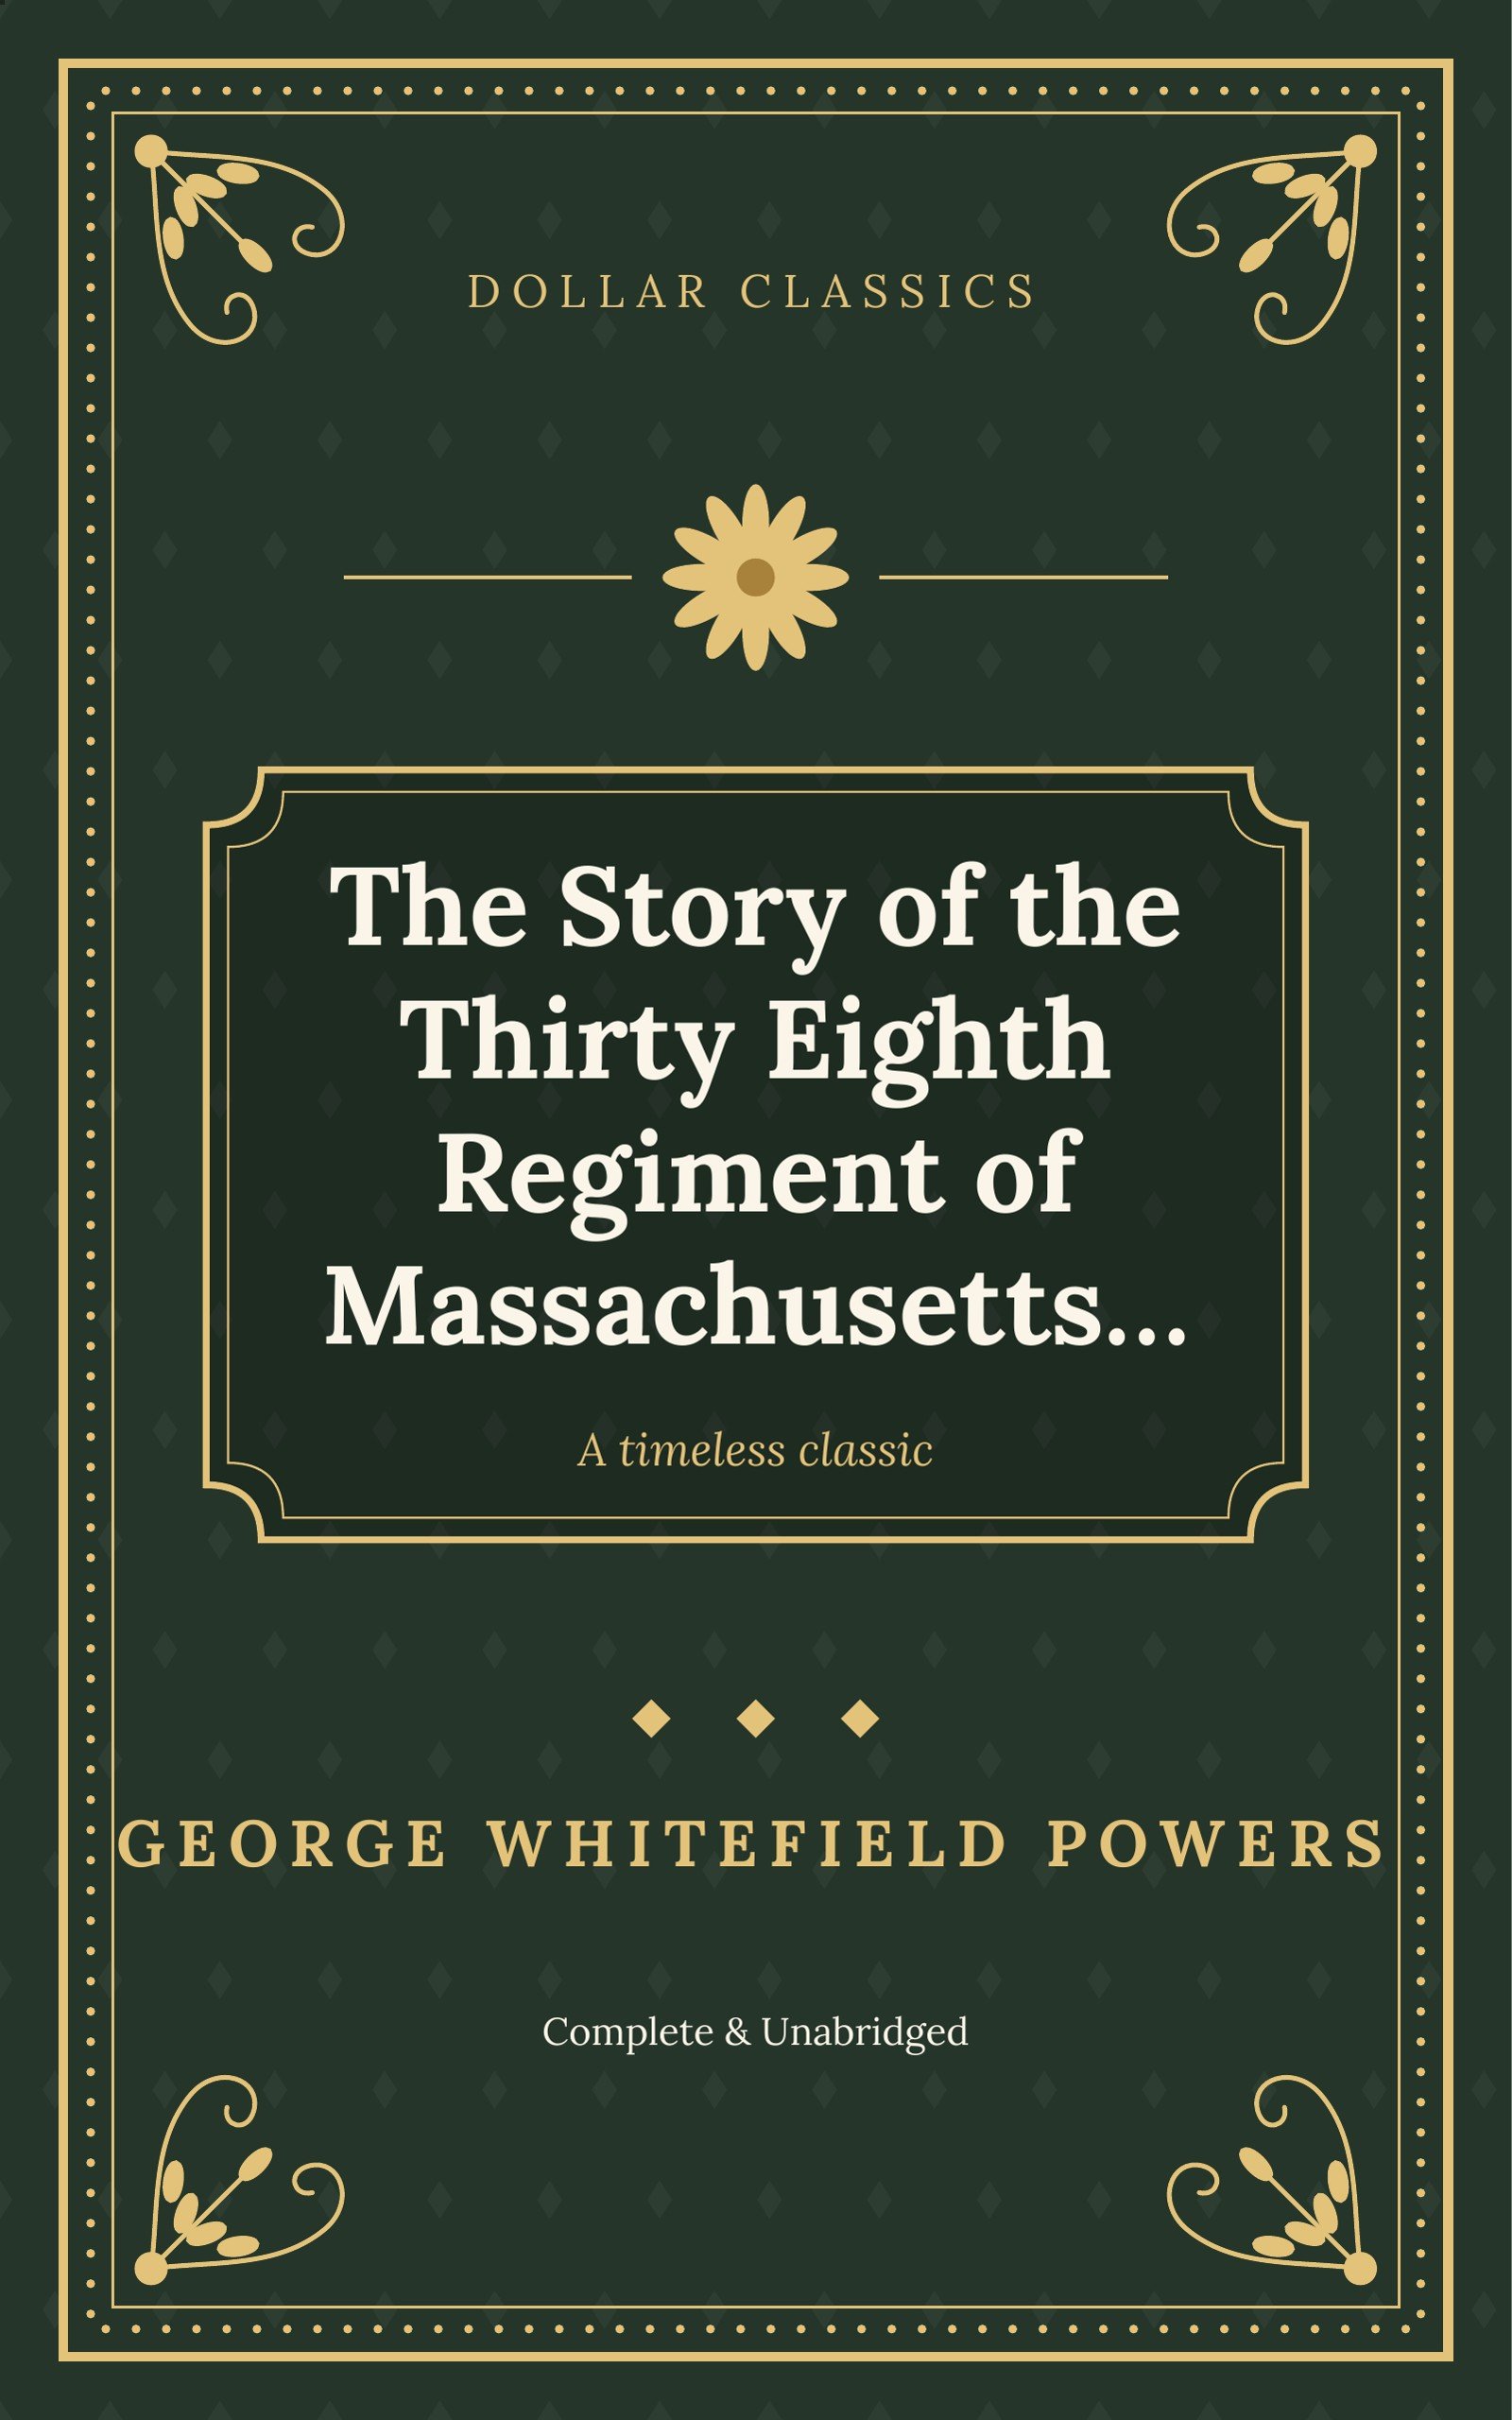 DOLLAR CLASSICS
The Story of the
Thirty Eighth
Regiment of
Massachusetts...
A timeless classic
GEORGE WHITEFIELD POWERS
Complete & Unabridged